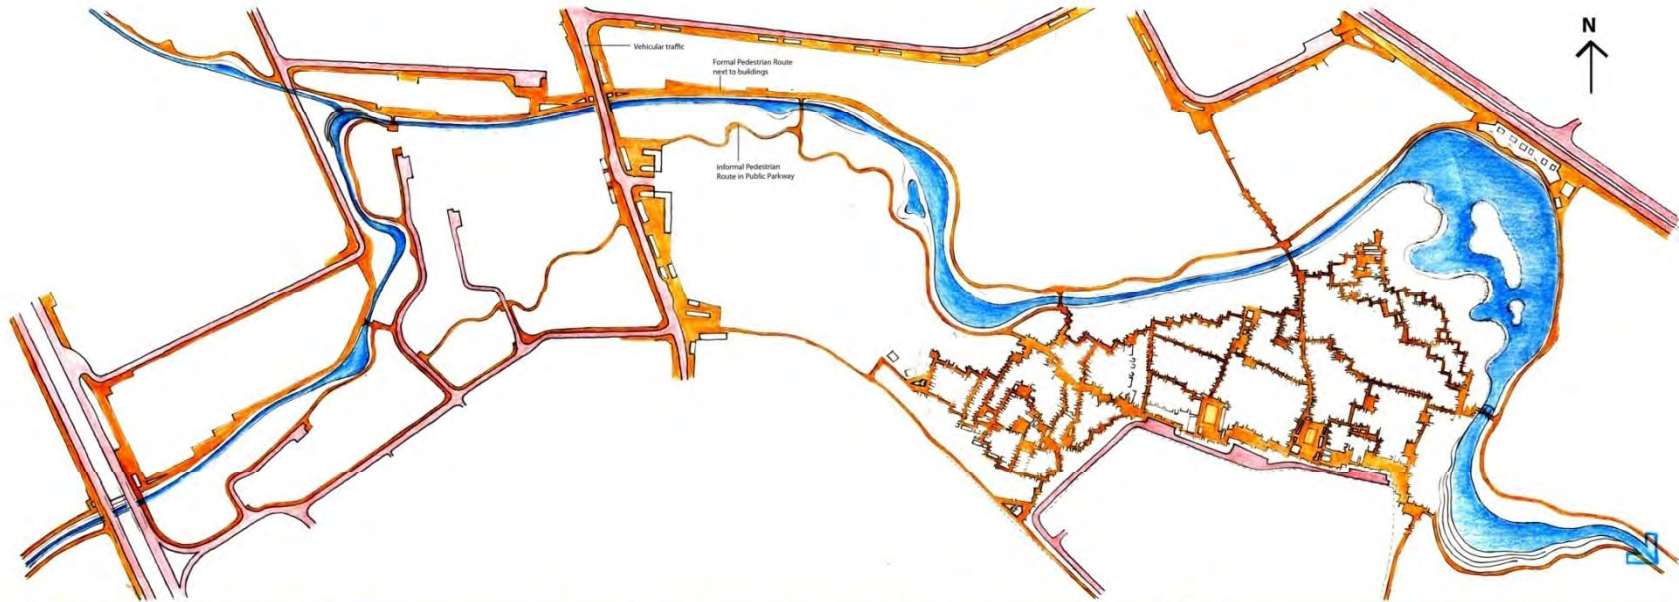 N
Vehicular traffic
Formal Pedestrian Route
next to buildings
Informal Pedestrian
Route in Public Parkway